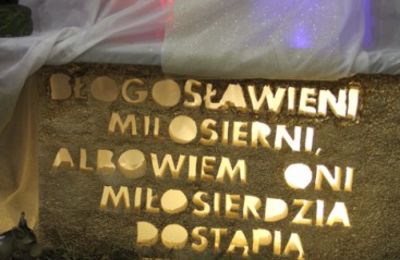 BŁOGOSŁAWIENI
MIŁOSIERNI,
ALBOWIEM ONI
MIŁOSIERDZIA
DOSTĄPIĄ